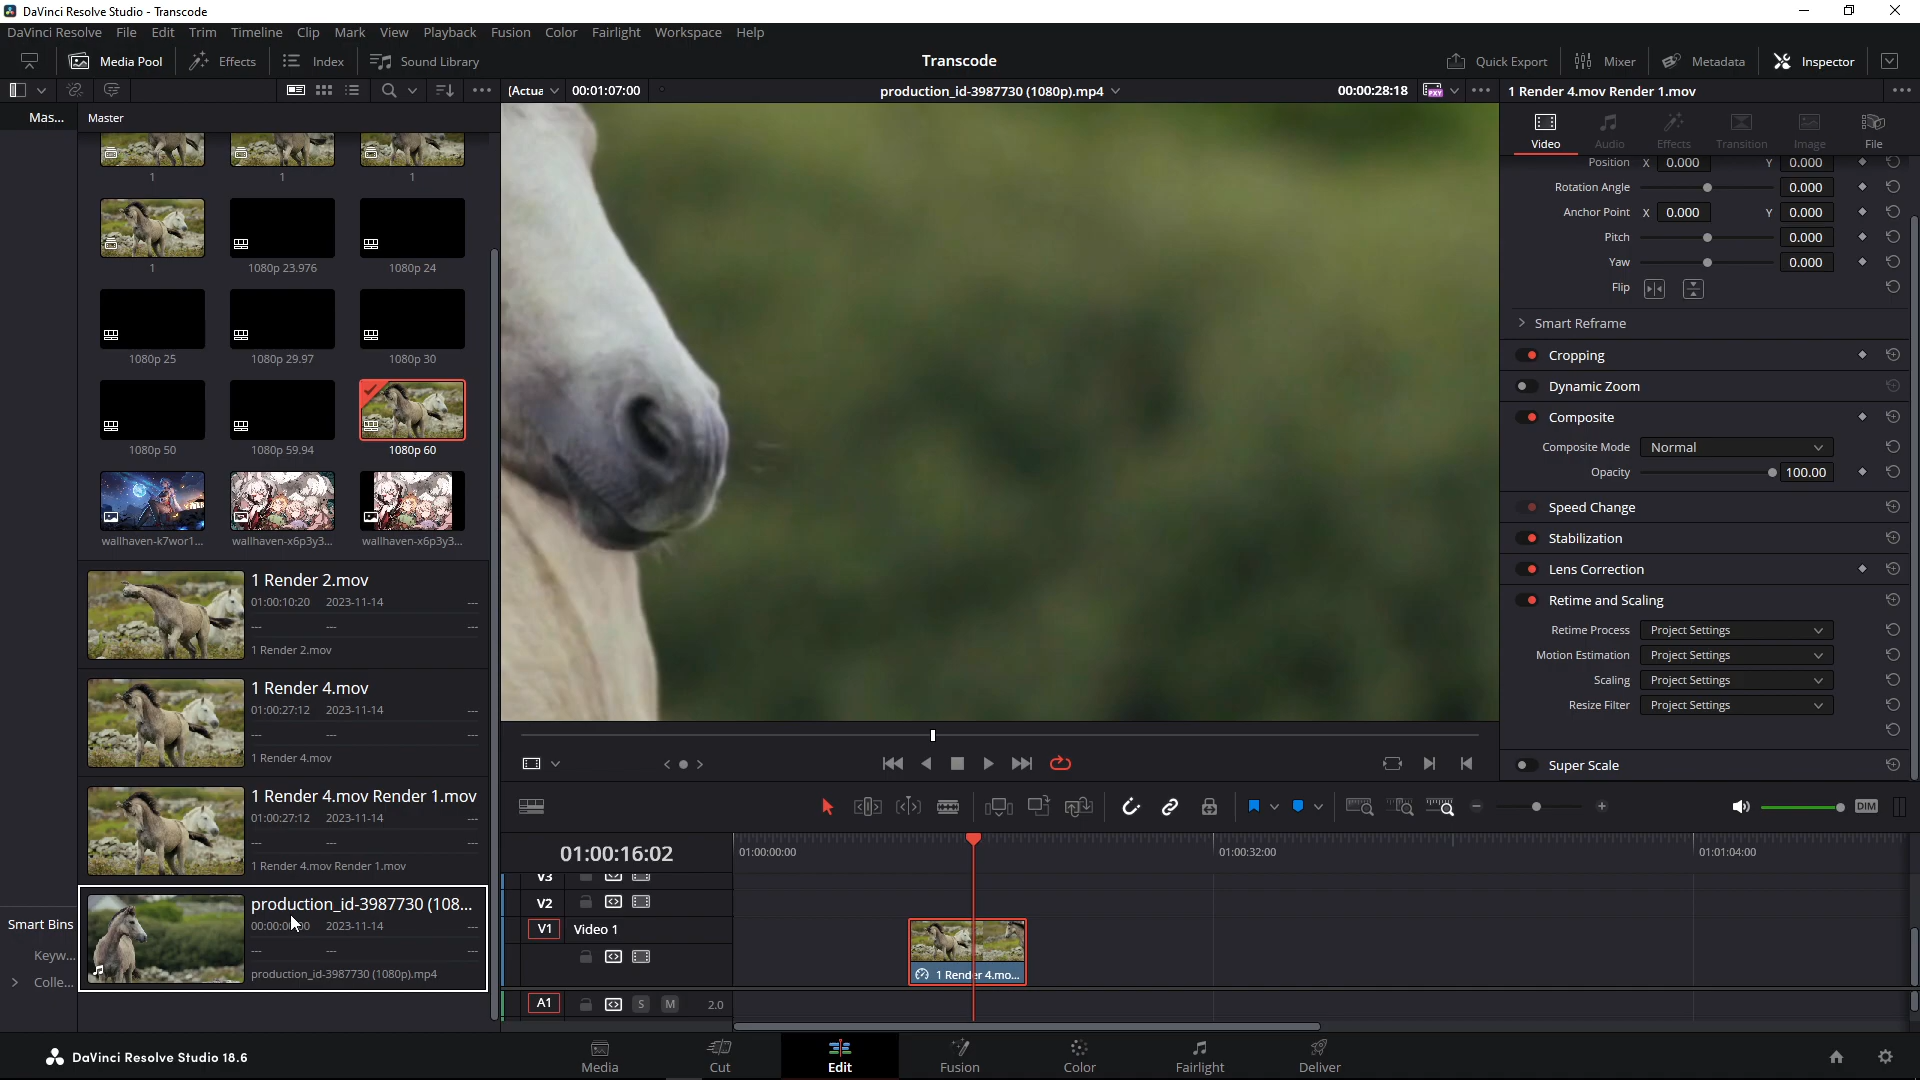 DaVinci Resolve Studio - Transcode
DaVinci Resolve File Edit Trim Timeline Clip Mark View Playback Fusion Color Fairlight Workspace Help
Media Pool Effects Index Sound Library Transcode Quick Export Mixer Metadata Inspector
(Actua 00:01:07:00 production_id-3987730 (1080p).mp4 00:00:28:18 PXY 1 Render 4.mov Render 1.mov
Mas... Master
Video Audio Effects Transition Image File
1 1 1
Position X 0.000 Y 0.000
Rotation Angle 0.000
Anchor Point X 0.000 Y 0.000
Pitch 0.000
Yaw 0.000
Flip
1 1080p 23.976 1080p 24
Smart Reframe
1080p 25 1080p 29.97 1080p 30
Cropping
Dynamic Zoom
Composite
1080p 50 1080p 59.94 1080p 60
Composite Mode Normal
Opacity 100.00
Speed Change
wallhaven-k7wor1... wallhaven-x6p3y3... wallhaven-x6p3y3...
Stabilization
Lens Correction
Retime and Scaling
Retime Process Project Settings
Motion Estimation Project Settings
Scaling Project Settings
Resize Filter Project Settings
Super Scale
1 Render 2.mov
01:00:10:20 2023-11-14 ---
--- --- ---
1 Render 2.mov
1 Render 4.mov
01:00:27:12 2023-11-14 ---
--- --- ---
1 Render 4.mov
1 Render 4.mov Render 1.mov
01:00:27:12 2023-11-14 ---
--- --- ---
1 Render 4.mov Render 1.mov
production_id-3987730 (108...
2023-11-14 ---
--- --- ---
production_id-3987730 (1080p).mp4
Smart Bins
Keyw...
Colle...
DIM
01:00:16:02 01:00:00:00 01:00:32:00 01:01:04:00
V3
V2
V1 Video 1
1 Render 4.mo...
A1 S M 2.0
DaVinci Resolve Studio 18.6
Media Cut Edit Fusion Color Fairlight Deliver